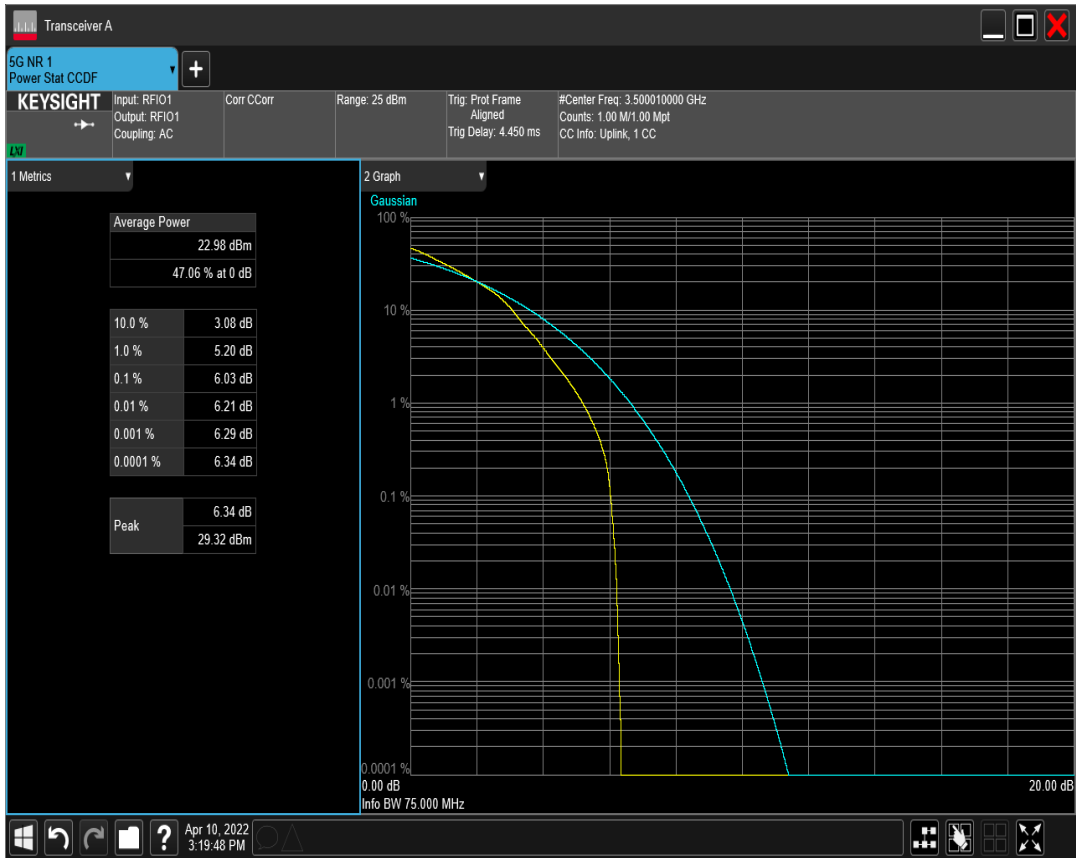 Transceiver A
5G NR 1
Power Stat CCDF
+
KEYSIGHT
LXI
Input: RFIO1
Output: RFIO1
Coupling: AC
Corr CCorr
Range: 25 dBm
Trig: Prot Frame
Aligned
Trig Delay: 4.450 ms
#Center Freq: 3.500010000 GHz
Counts: 1.00 M/1.00 Mpt
CC Info: Uplink, 1 CC
1 Metrics
Average Power
22.98 dBm
47.06 % at 0 dB
10.0 % 3.08 dB
1.0 % 5.20 dB
0.1 % 6.03 dB
0.01 % 6.21 dB
0.001 % 6.29 dB
0.0001 % 6.34 dB
Peak 6.34 dB
29.32 dBm
2 Graph
Gaussian
100 %
10 %
1 %
0.1 %
0.01 %
0.001 %
0.0001 %
0.00 dB 20.00 dB
Info BW 75.000 MHz
?
Apr 10, 2022
3:19:48 PM